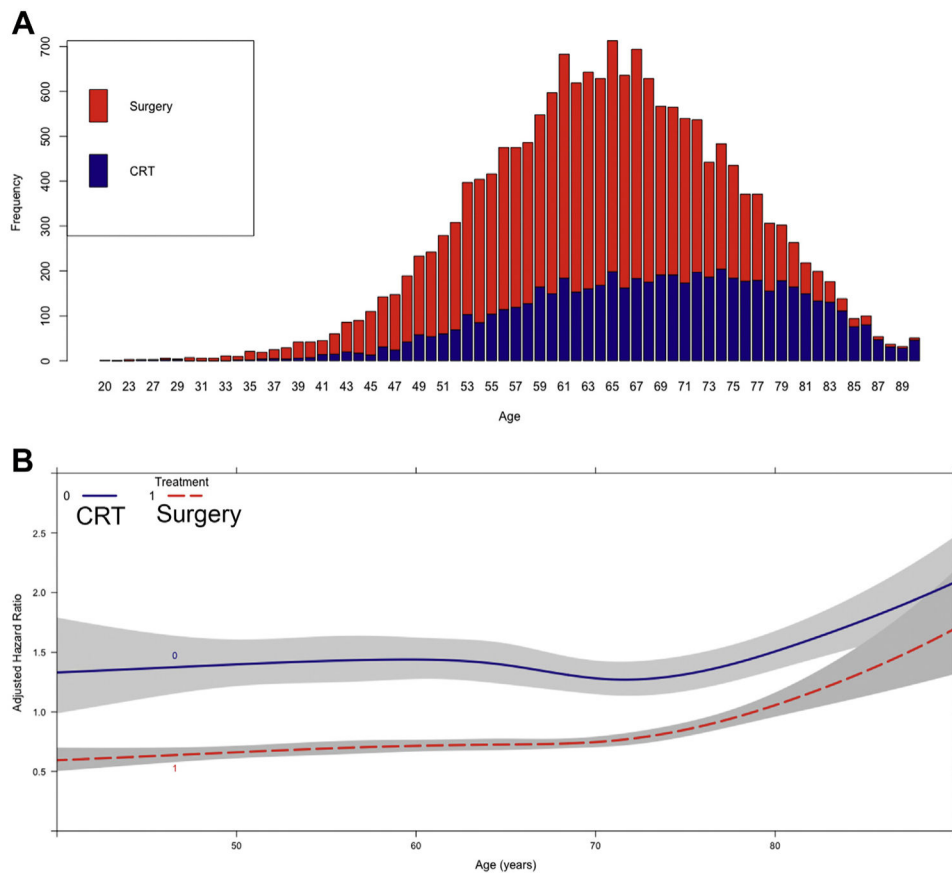 A
700
600
500
400
300
200
100
0
Frequency
Surgery
CRT
20 23 27 29 31 33 35 37 39 41 43 45 47 49 51 53 55 57 59 61 63 65 67 69 71 73 75 77 79 81 83 85 87 89
Age
B
Treatment
0 1
CRT Surgery
2.5
2.0
1.5
1.0
0.5
Adjusted Hazard Ratio
0
1
50 60 70 80
Age (years)